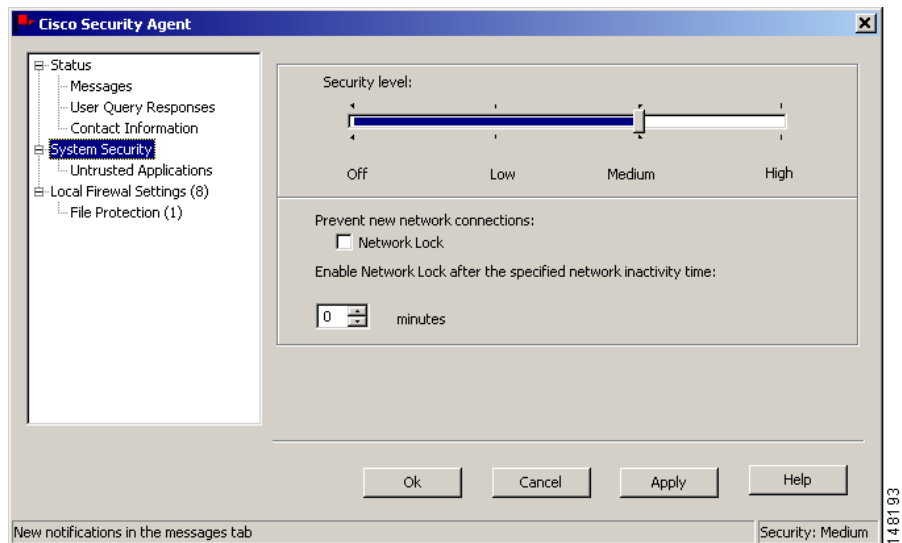 Cisco Security Agent
Status
Messages
User Query Responses
Contact Information
System Security
Untrusted Applications
Local Firewal Settings (8)
File Protection (1)
Security level:
Off Low Medium High
Prevent new network connections:
Network Lock
Enable Network Lock after the specified network inactivity time:
0 minutes
Ok Cancel Apply Help
New notifications in the messages tab Security: Medium
148193